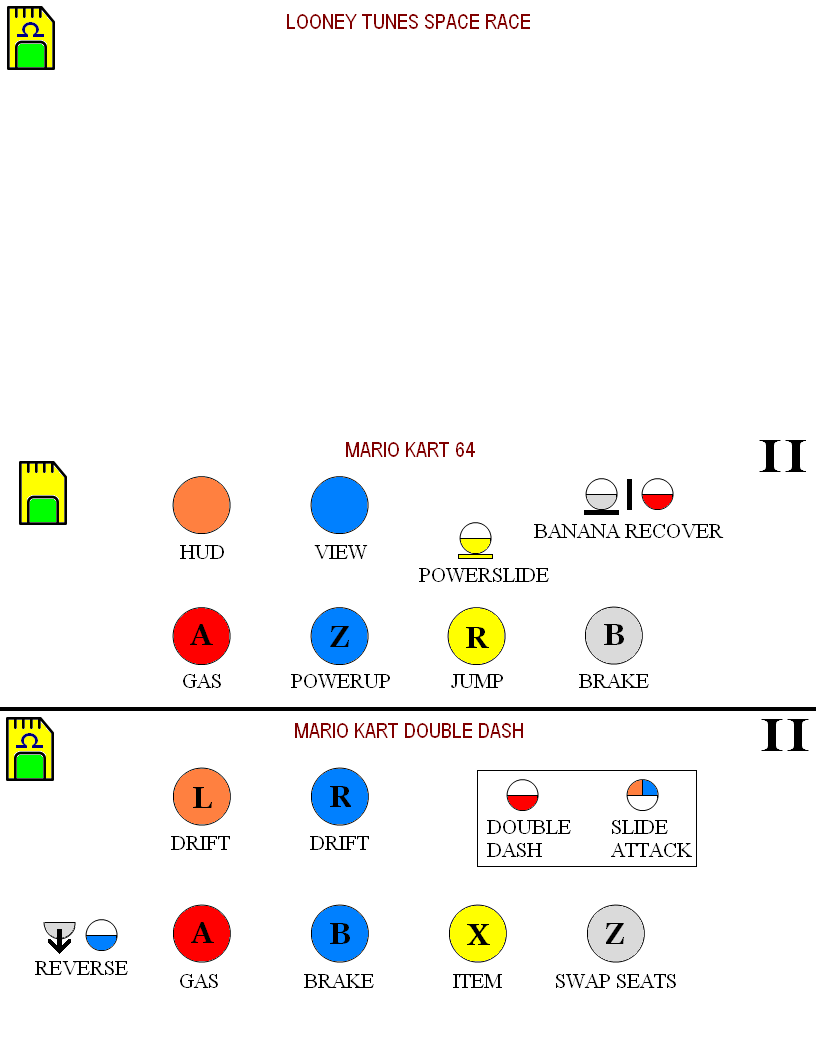 Ω
LOONEY TUNES SPACE RACE
MARIO KART 64
II
HUD
VIEW
BANANA RECOVER
POWERSLIDE
A
Z
R
B
GAS
POWERUP
JUMP
BRAKE
Ω
MARIO KART DOUBLE DASH
II
L
R
DOUBLE
DASH
SLIDE
ATTACK
DRIFT
DRIFT
A
B
X
Z
REVERSE
GAS
BRAKE
ITEM
SWAP SEATS